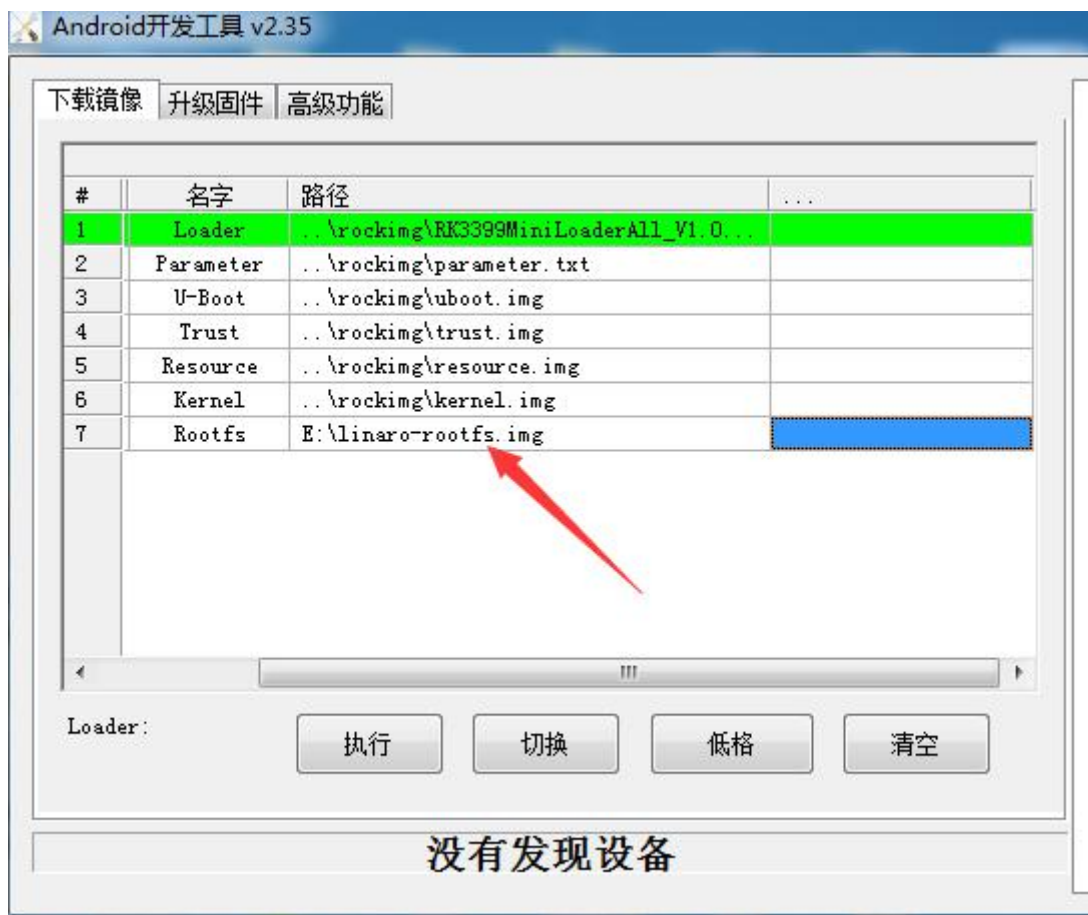 Android开发工具 v2.35
下载镜像 升级固件 高级功能
# 名字 路径 ...
1 Loader ..\rockimg\RK3399MiniLoaderAll_V1.0...
2 Parameter ..\rockimg\parameter.txt
3 U-Boot ..\rockimg\uboot.img
4 Trust ..\rockimg\trust.img
5 Resource ..\rockimg\resource.img
6 Kernel ..\rockimg\kernel.img
7 Rootfs E:\linaro-rootfs.img
Loader: 执行 切换 低格 清空
没有发现设备